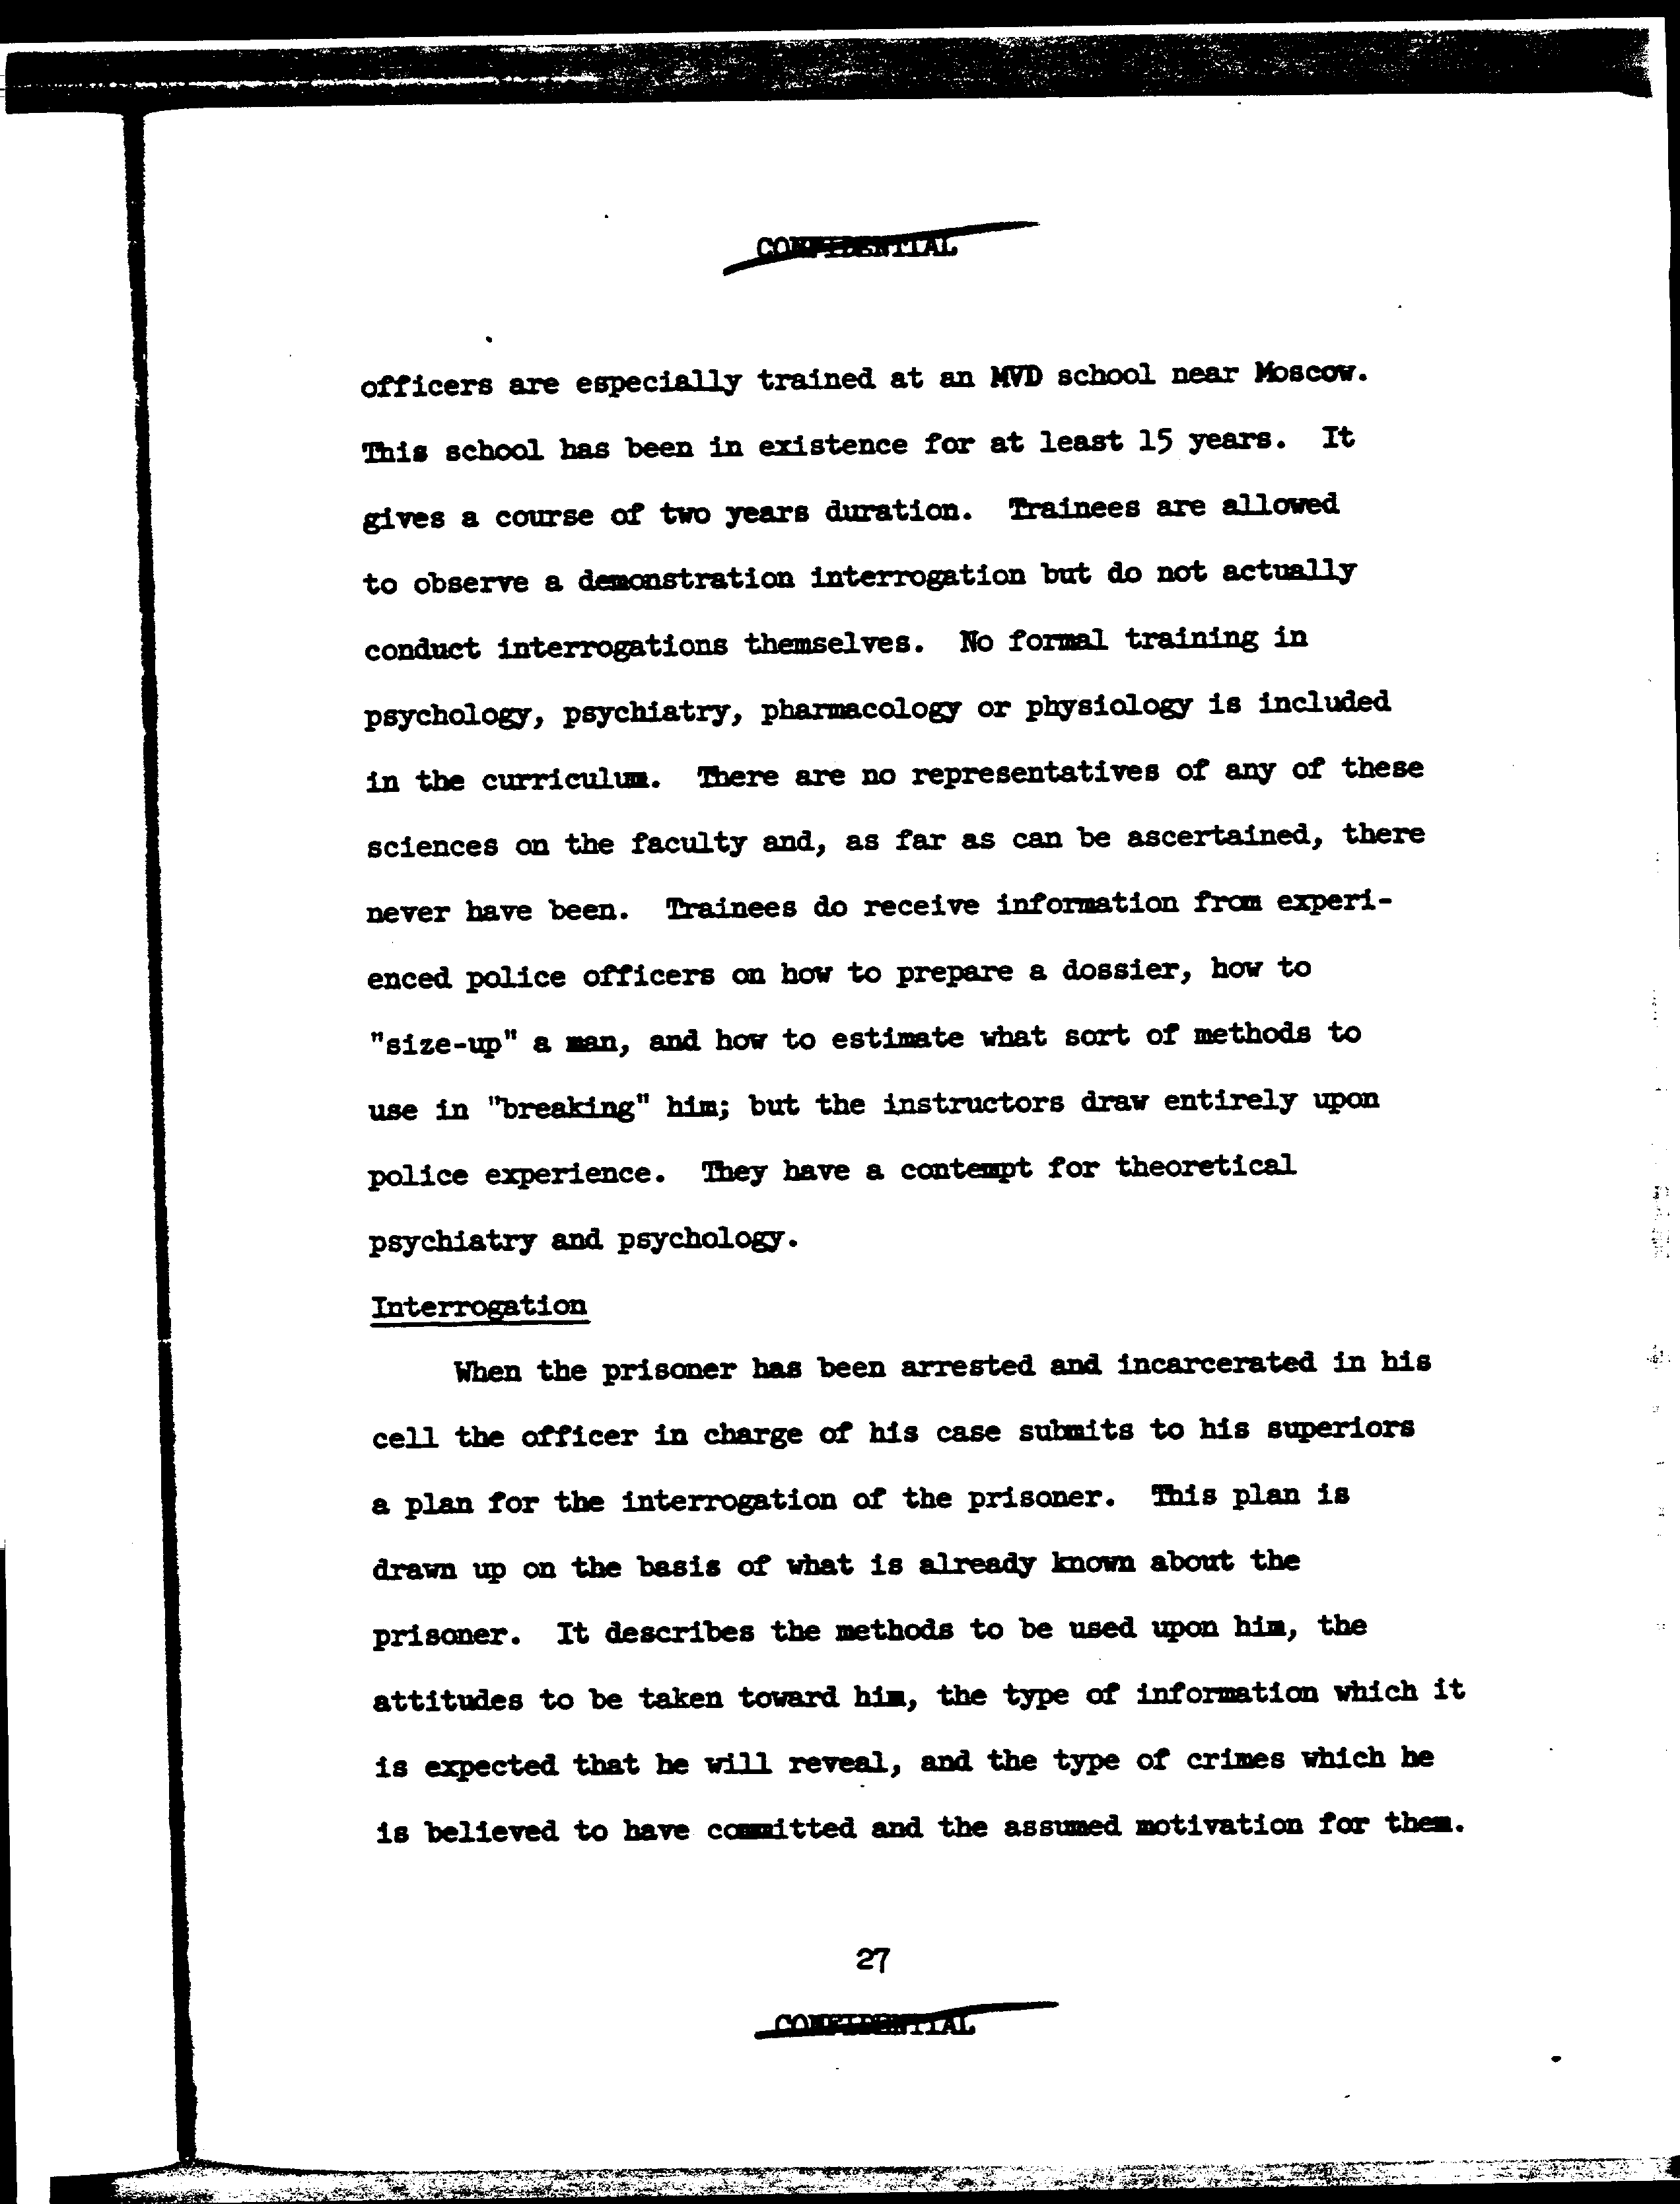 CONFIDENTIAL
officers are especially trained at an MVD school near Moscow.
This school has been in existence for at least 15 years. It
gives a course of two years duration. Trainees are allowed
to observe a demonstration interrogation but do not actually
conduct interrogations themselves. No formal training in
psychology, psychiatry, pharmacology or physiology is included
in the curriculum. There are no representatives of any of these
sciences on the faculty and, as far as can be ascertained, there
never have been. Trainees do receive information from experi-
enced police officers on how to prepare a dossier, how to
"size-up" a man, and how to estimate what sort of methods to
use in "breaking" him; but the instructors draw entirely upon
police experience. They have a contempt for theoretical
psychiatry and psychology.
Interrogation
When the prisoner has been arrested and incarcerated in his
cell the officer in charge of his case submits to his superiors
a plan for the interrogation of the prisoner. This plan is
drawn up on the basis of what is already known about the
prisoner. It describes the methods to be used upon him, the
attitudes to be taken toward him, the type of information which it
is expected that he will reveal, and the type of crimes which he
is believed to have committed and the assumed motivation for them.
27
CONFIDENTIAL